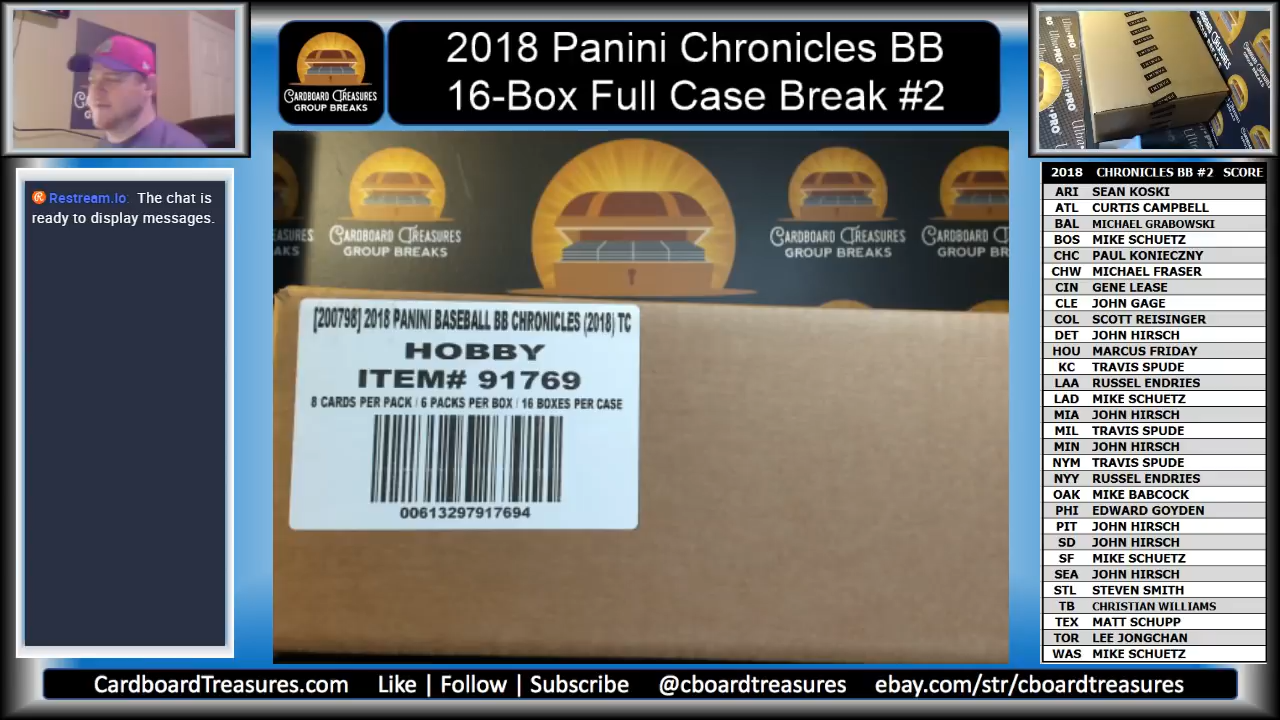 2018 Panini Chronicles BB
16-Box Full Case Break #2
CARDBOARD TREASURES
GROUP BREAKS
Restream.Io: The chat is
ready to display messages.
CARDBOARD TREASURES
GROUP BREAKS
CARDBOARD TREASURES
GROUP BREAKS
[200798] 2018 PANINI BASEBALL BB CHRONICLES (2018) TC
HOBBY
ITEM# 91769
8 CARDS PER PACK / 6 PACKS PER BOX / 16 BOXES PER CASE
00613297917694
2018 CHRONICLES BB #2 SCORE
ARI SEAN KOSKI
ATL CURTIS CAMPBELL
BAL MICHAEL GRABOWSKI
BOS MIKE SCHUETZ
CHC PAUL KONIECZNY
CHW MICHAEL FRASER
CIN GENE LEASE
CLE JOHN GAGE
COL SCOTT REISINGER
DET JOHN HIRSCH
HOU MARCUS FRIDAY
KC TRAVIS SPUDE
LAA RUSSEL ENDRIES
LAD MIKE SCHUETZ
MIA JOHN HIRSCH
MIL TRAVIS SPUDE
MIN JOHN HIRSCH
NYM TRAVIS SPUDE
NYY RUSSEL ENDRIES
OAK MIKE BABCOCK
PHI EDWARD GOYDEN
PIT JOHN HIRSCH
SD JOHN HIRSCH
SF MIKE SCHUETZ
SEA JOHN HIRSCH
STL STEVEN SMITH
TB CHRISTIAN WILLIAMS
TEX MATT SCHUPP
TOR LEE JONGCHAN
WAS MIKE SCHUETZ
CardboardTreasures.com Like | Follow | Subscribe @cboardtreasures ebay.com/str/cboardtreasures